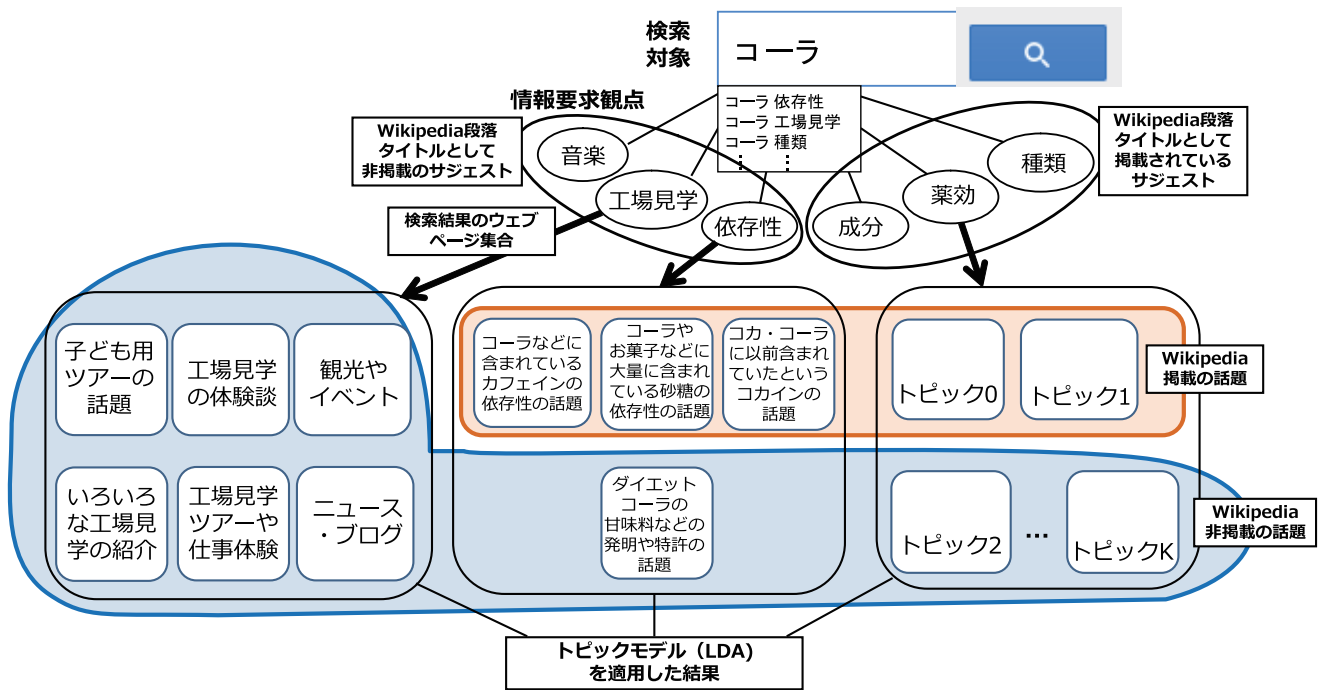 検索
対象
コーラ
情報要求観点
コーラ 依存性
コーラ 工場見学
コーラ 種類
⋮ ⋮
Wikipedia段落
タイトルとして
非掲載のサジェスト
Wikipedia段落
タイトルとして
掲載されている
サジェスト
音楽
工場見学
依存性
成分
薬効
種類
検索結果のウェブ
ページ集合
子ども用
ツアーの
話題
工場見学
の体験談
観光や
イベント
いろいろ
な工場見
学の紹介
工場見学
ツアーや
仕事体験
ニュース
・ブログ
コーラなどに
含まれている
カフェインの
依存性の話題
コーラや
お菓子などに
大量に含まれ
ている砂糖の
依存性の話題
コカ・コーラ
に以前含まれ
ていたという
コカインの
話題
ダイエット
コーラの
甘味料などの
発明や特許の
話題
トピック0
トピック1
トピック2
…
トピックK
Wikipedia
掲載の話題
Wikipedia
非掲載の話題
トピックモデル（LDA)
を適用した結果